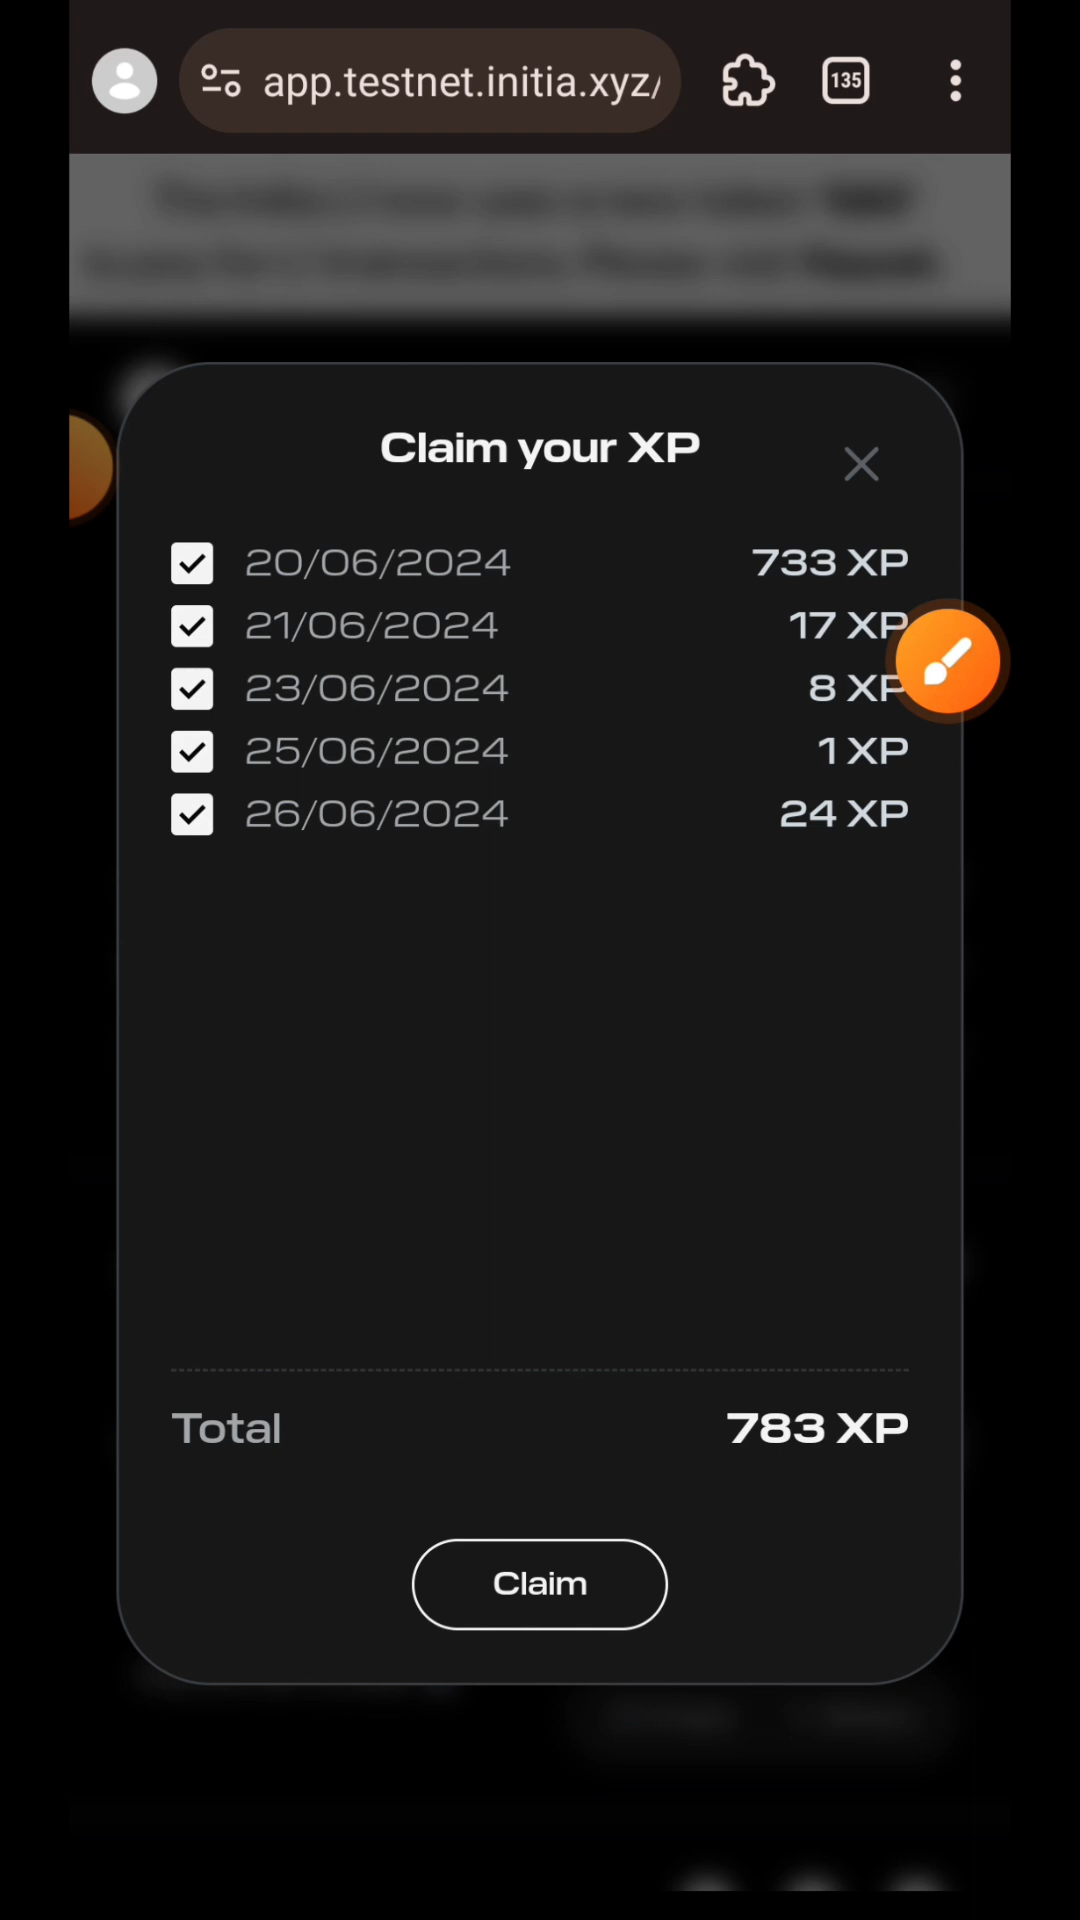 app.testnet.initia.xyz/
135
Claim your XP
20/06/2024 733 XP
21/06/2024 17 XP
23/06/2024 8 XP
25/06/2024 1 XP
26/06/2024 24 XP
Total 783 XP
Claim